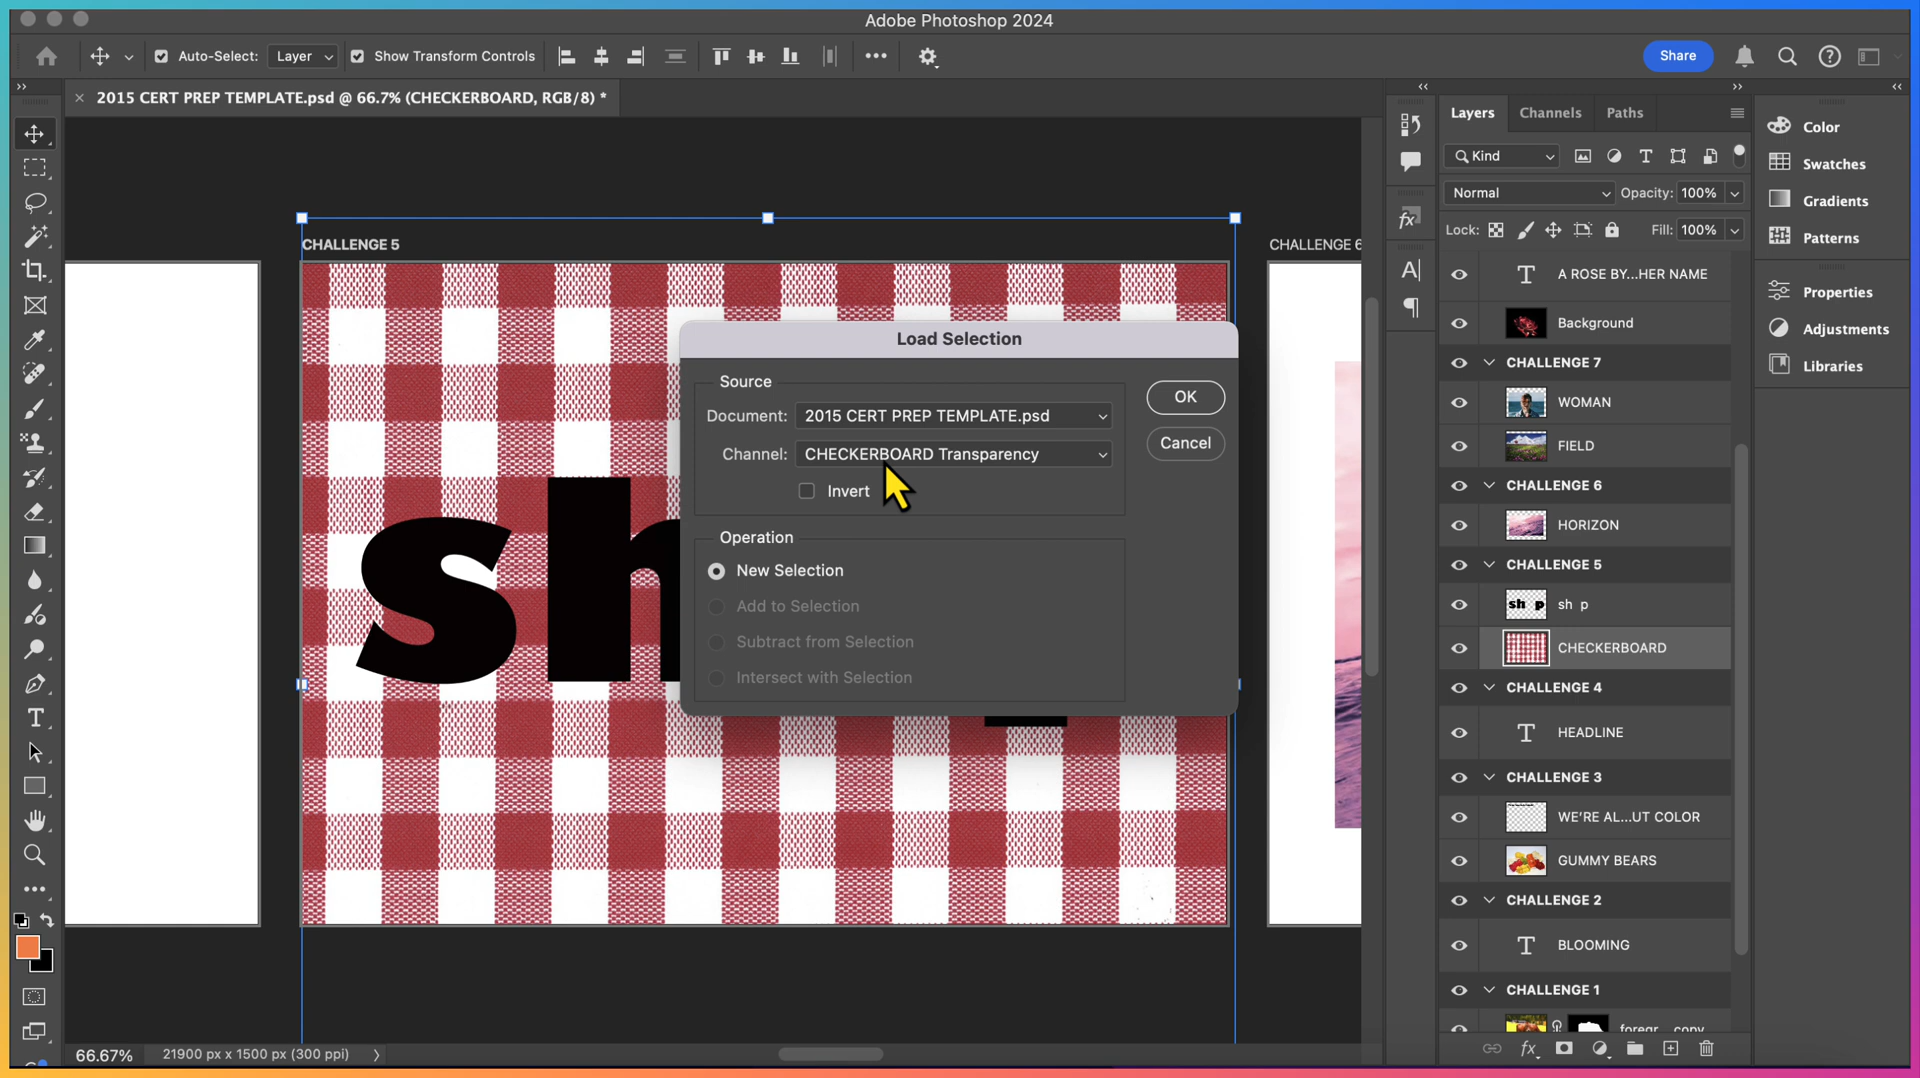 Adobe Photoshop 2024
Auto-Select: Layer Show Transform Controls Share
2015 CERT PREP TEMPLATE.psd @ 66.7% (CHECKERBOARD, RGB/8) *
CHALLENGE 5
CHALLENGE 6
sh
Load Selection
Source
Document: 2015 CERT PREP TEMPLATE.psd
Channel: CHECKERBOARD Transparency
Invert
OK
Cancel
Operation
New Selection
Add to Selection
Subtract from Selection
Intersect with Selection
Layers Channels Paths
Kind
Normal Opacity: 100%
Lock: Fill: 100%
A ROSE BY...HER NAME
Background
CHALLENGE 7
WOMAN
FIELD
CHALLENGE 6
HORIZON
CHALLENGE 5
sh p sh p
CHECKERBOARD
CHALLENGE 4
HEADLINE
CHALLENGE 3
WE'RE AL...UT COLOR
GUMMY BEARS
CHALLENGE 2
BLOOMING
CHALLENGE 1
foregr... copy
Color
Swatches
Gradients
Patterns
Properties
Adjustments
Libraries
66.67% 21900 px x 1500 px (300 ppi)